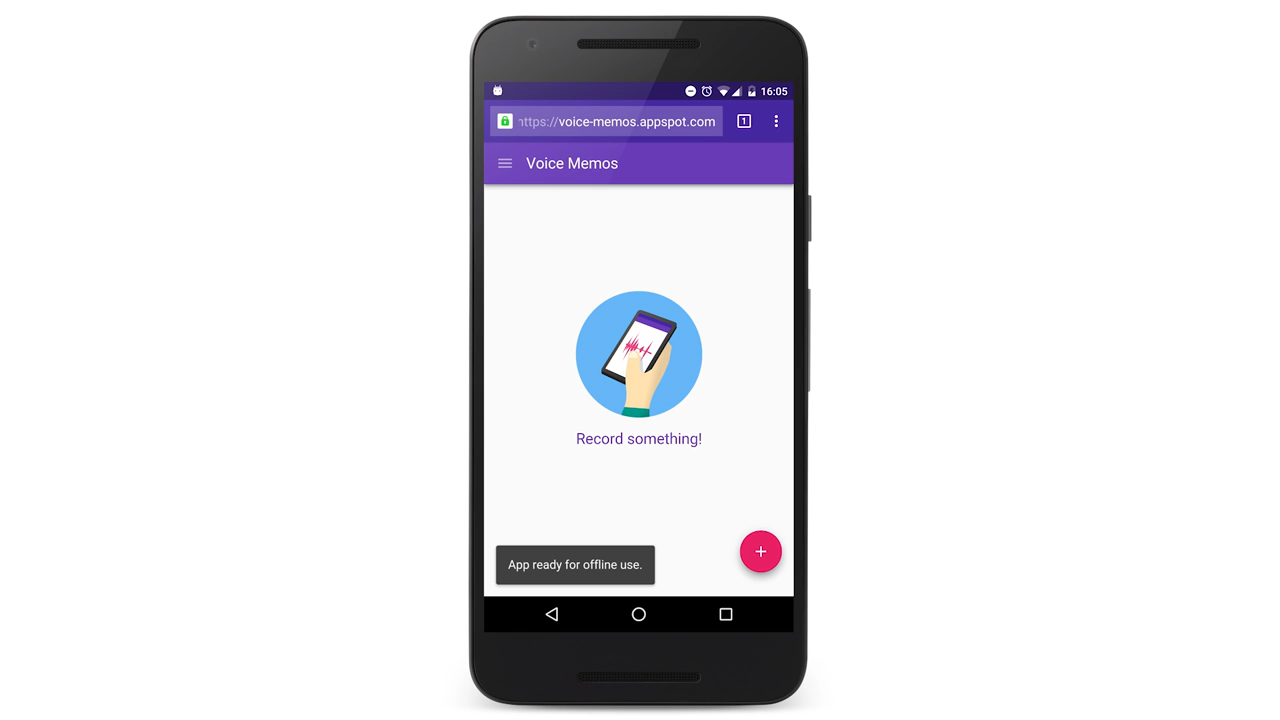 16:05
https://voice-memos.appspot.com
1
Voice Memos
Record something!
App ready for offline use.